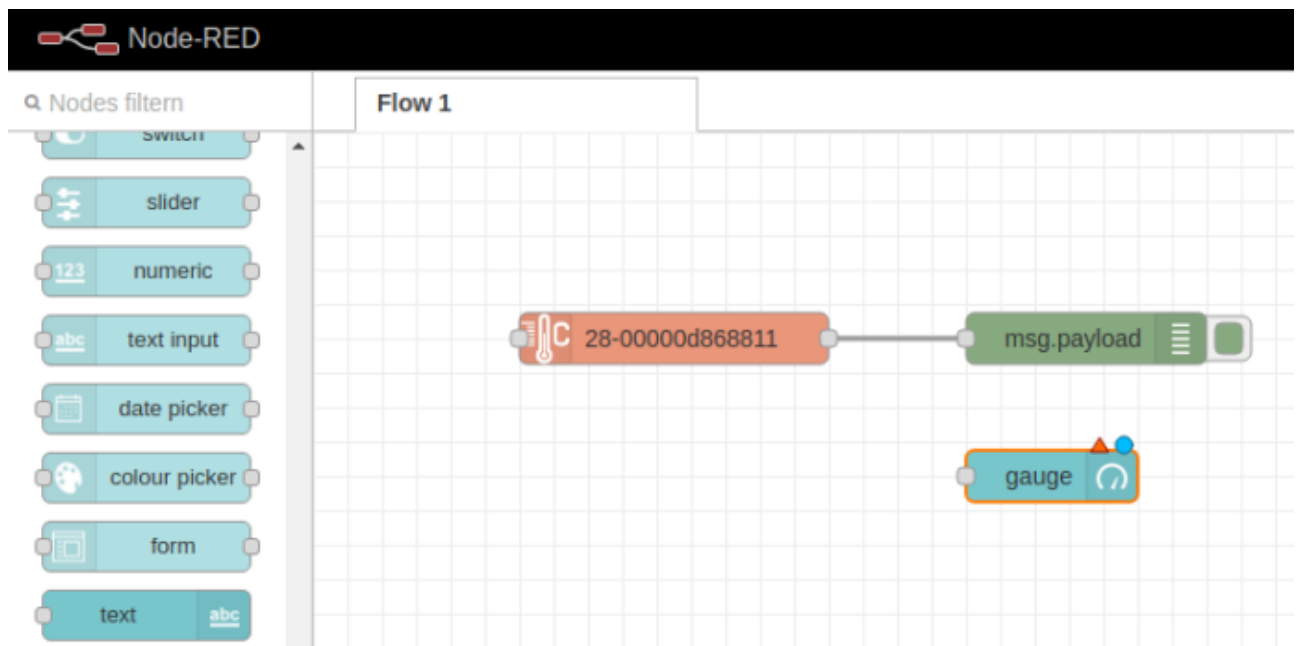 Node-RED
Nodes filtern
Flow 1
switch
slider
123
numeric
28-00000d868811
C
msg.payload
abc
text input
date picker
colour picker
gauge
form
text
abc